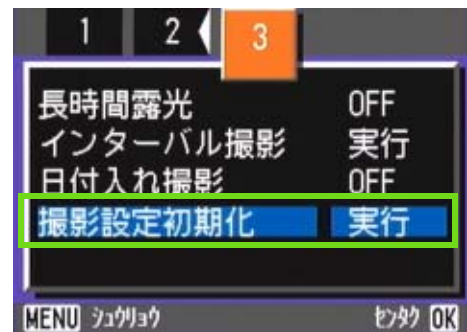 1 2 3
長時間露光 OFF
インターバル撮影 実行
日付入れ撮影 OFF
撮影設定初期化 実行
MENU ｼｭｳﾘｮｳ ｾﾝﾀｸ OK